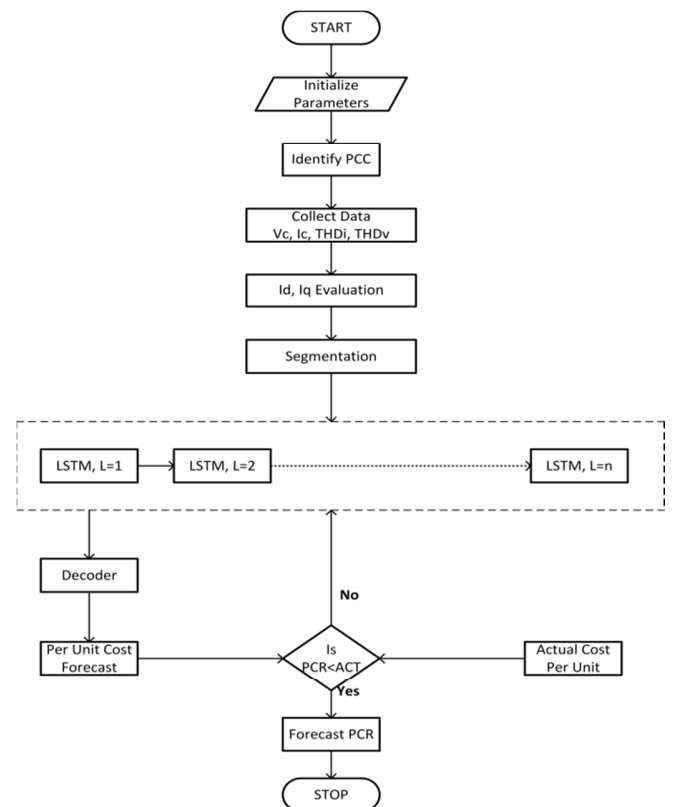 START
Initialize
Parameters
Identify PCC
Collect Data
Vc, Ic, THDi, THDv
Id, Iq Evaluation
Segmentation
LSTM, L=1
LSTM, L=2
LSTM, L=n
Decoder
No
Per Unit Cost
Forecast
Is
PCR<ACT
Actual Cost
Per Unit
Yes
Forecast PCR
STOP